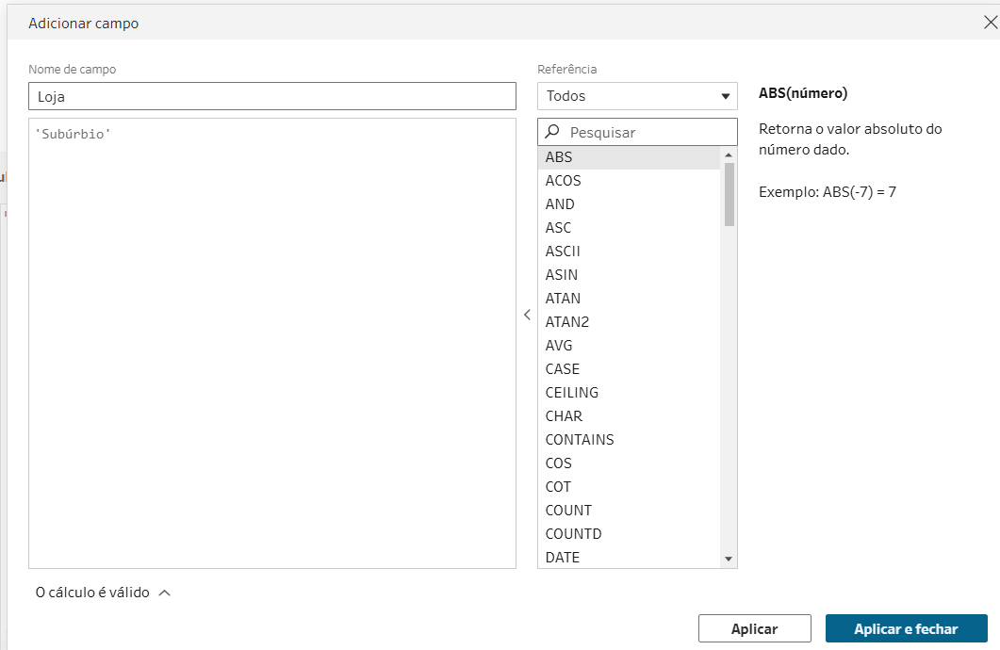 Adicionar campo
Nome de campo
Loja
'Subúrbio'
Referência
Todos
Pesquisar
ABS
ACOS
AND
ASC
ASCII
ASIN
ATAN
ATAN2
AVG
CASE
CEILING
CHAR
CONTAINS
COS
COT
COUNT
COUNTD
DATE
ABS(número)
Retorna o valor absoluto do
número dado.
Exemplo: ABS(-7) = 7
O cálculo é válido
Aplicar
Aplicar e fechar